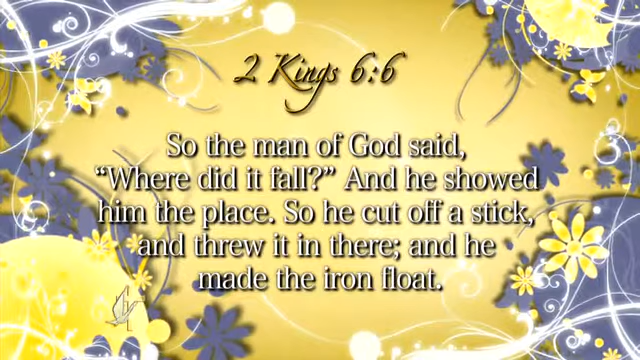 2 Kings 6:6
So the man of God said,
“Where did it fall?” And he showed
him the place. So he cut off a stick,
and threw it in there; and he
made the iron float.